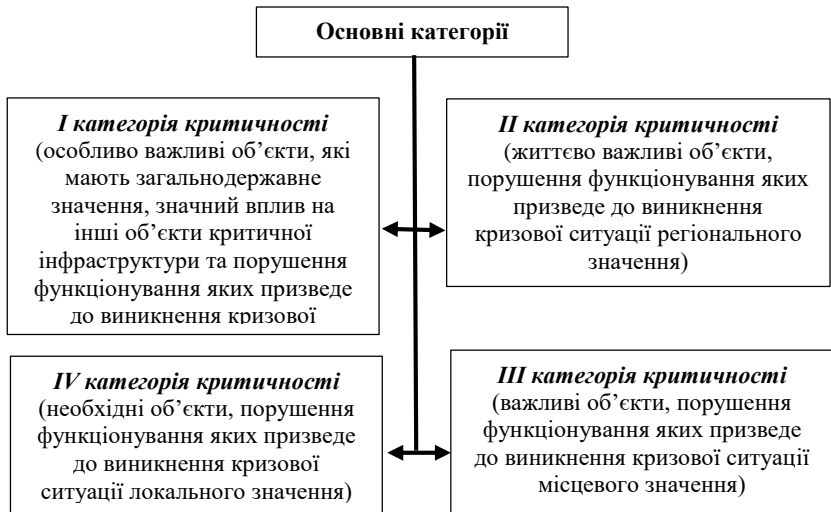 Основні категорії
I категорія критичності
(особливо важливі об’єкти, які
мають загальнодержавне
значення, значний вплив на
інші об’єкти критичної
інфраструктури та порушення
функціонування яких призведе
до виникнення кризової
II категорія критичності
(життєво важливі об’єкти,
порушення функціонування яких
призведе до виникнення
кризової ситуації регіонального
значення)
IV категорія критичності
(необхідні об’єкти, порушення
функціонування яких призведе
до виникнення кризової
ситуації локального значення)
III категорія критичності
(важливі об’єкти, порушення
функціонування яких призведе
до виникнення кризової ситуації
місцевого значення)